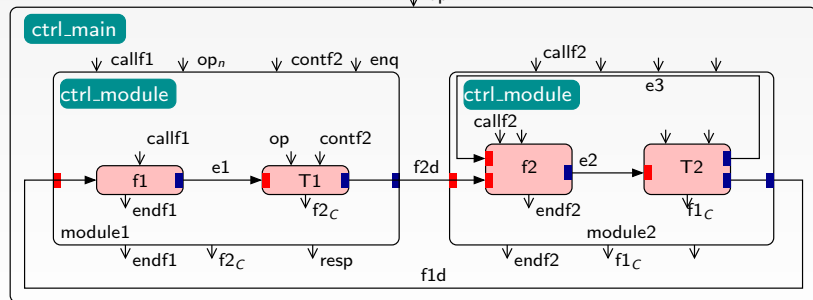 ctrl_main
callf1 opₙ contf2 enq callf2
ctrl_module ctrl_module e3
callf1 op contf2 callf2
f1 e1 T1 f2d f2 e2 T2
endf1 f2_C endf2 f1_C
module1 module2
endf1 f2_C resp endf2 f1_C
f1d